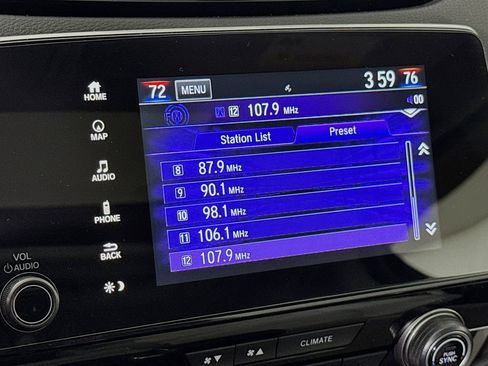 72 MENU 3 59 76
HOME
FM 12 107.9 MHz 00
MAP
Station List Preset
AUDIO
8 87.9 MHz
9 90.1 MHz
PHONE
10 98.1 MHz
11 106.1 MHz
BACK
12 107.9 MHz
VOL
AUDIO
CLIMATE
PUSH
SYNC